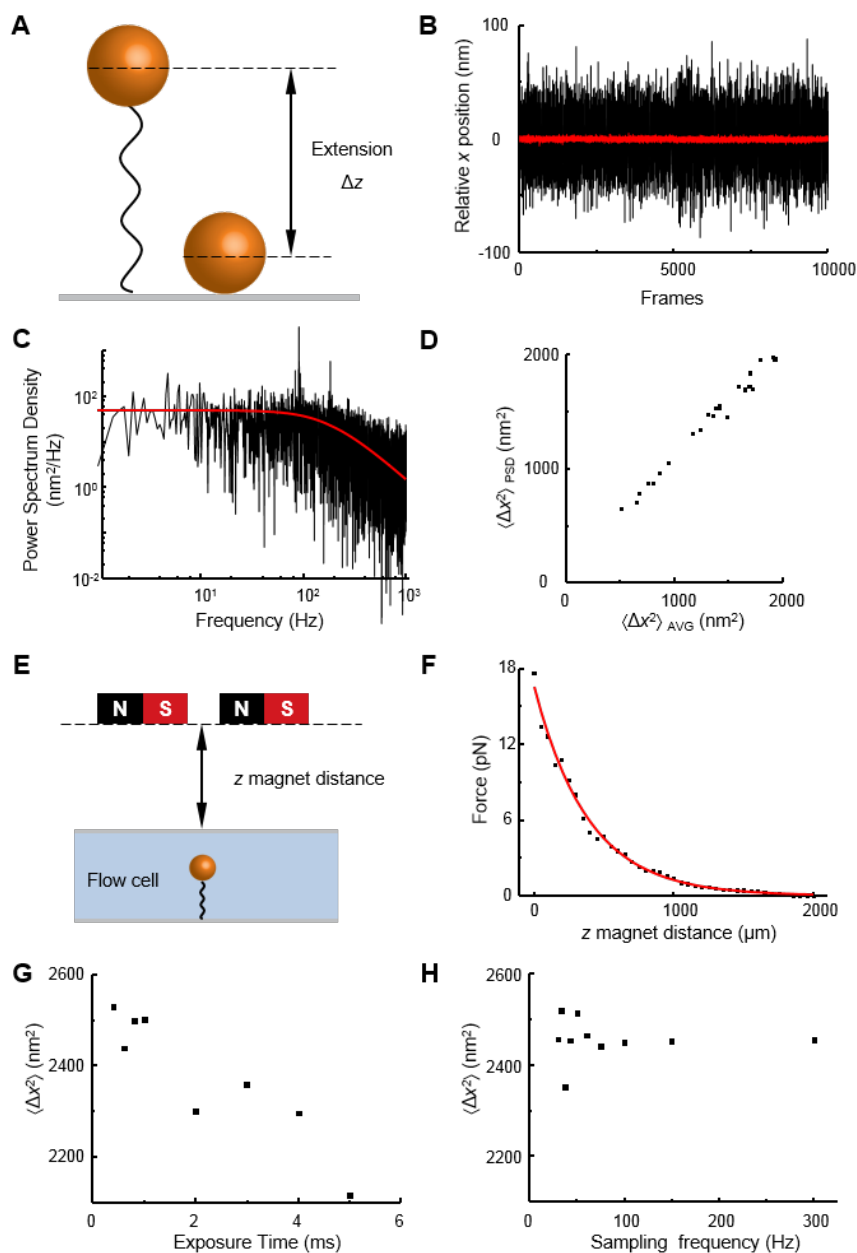 A
Extension
Δz
B
Relative x position (nm)
100
0
-100
0
5000
10000
Frames
C
Power Spectrum Density
(nm²/Hz)
10²
10⁰
10⁻²
10¹
10²
10³
Frequency (Hz)
D
⟨Δx²⟩ PSD (nm²)
2000
1000
0
0
1000
2000
⟨Δx²⟩ AVG (nm²)
E
N S N S
z magnet distance
Flow cell
F
Force (pN)
18
12
6
0
0
1000
2000
z magnet distance (µm)
G
⟨Δx²⟩ (nm²)
2600
2400
2200
0
2
4
6
Exposure Time (ms)
H
⟨Δx²⟩ (nm²)
2600
2400
2200
0
100
200
300
Sampling frequency (Hz)